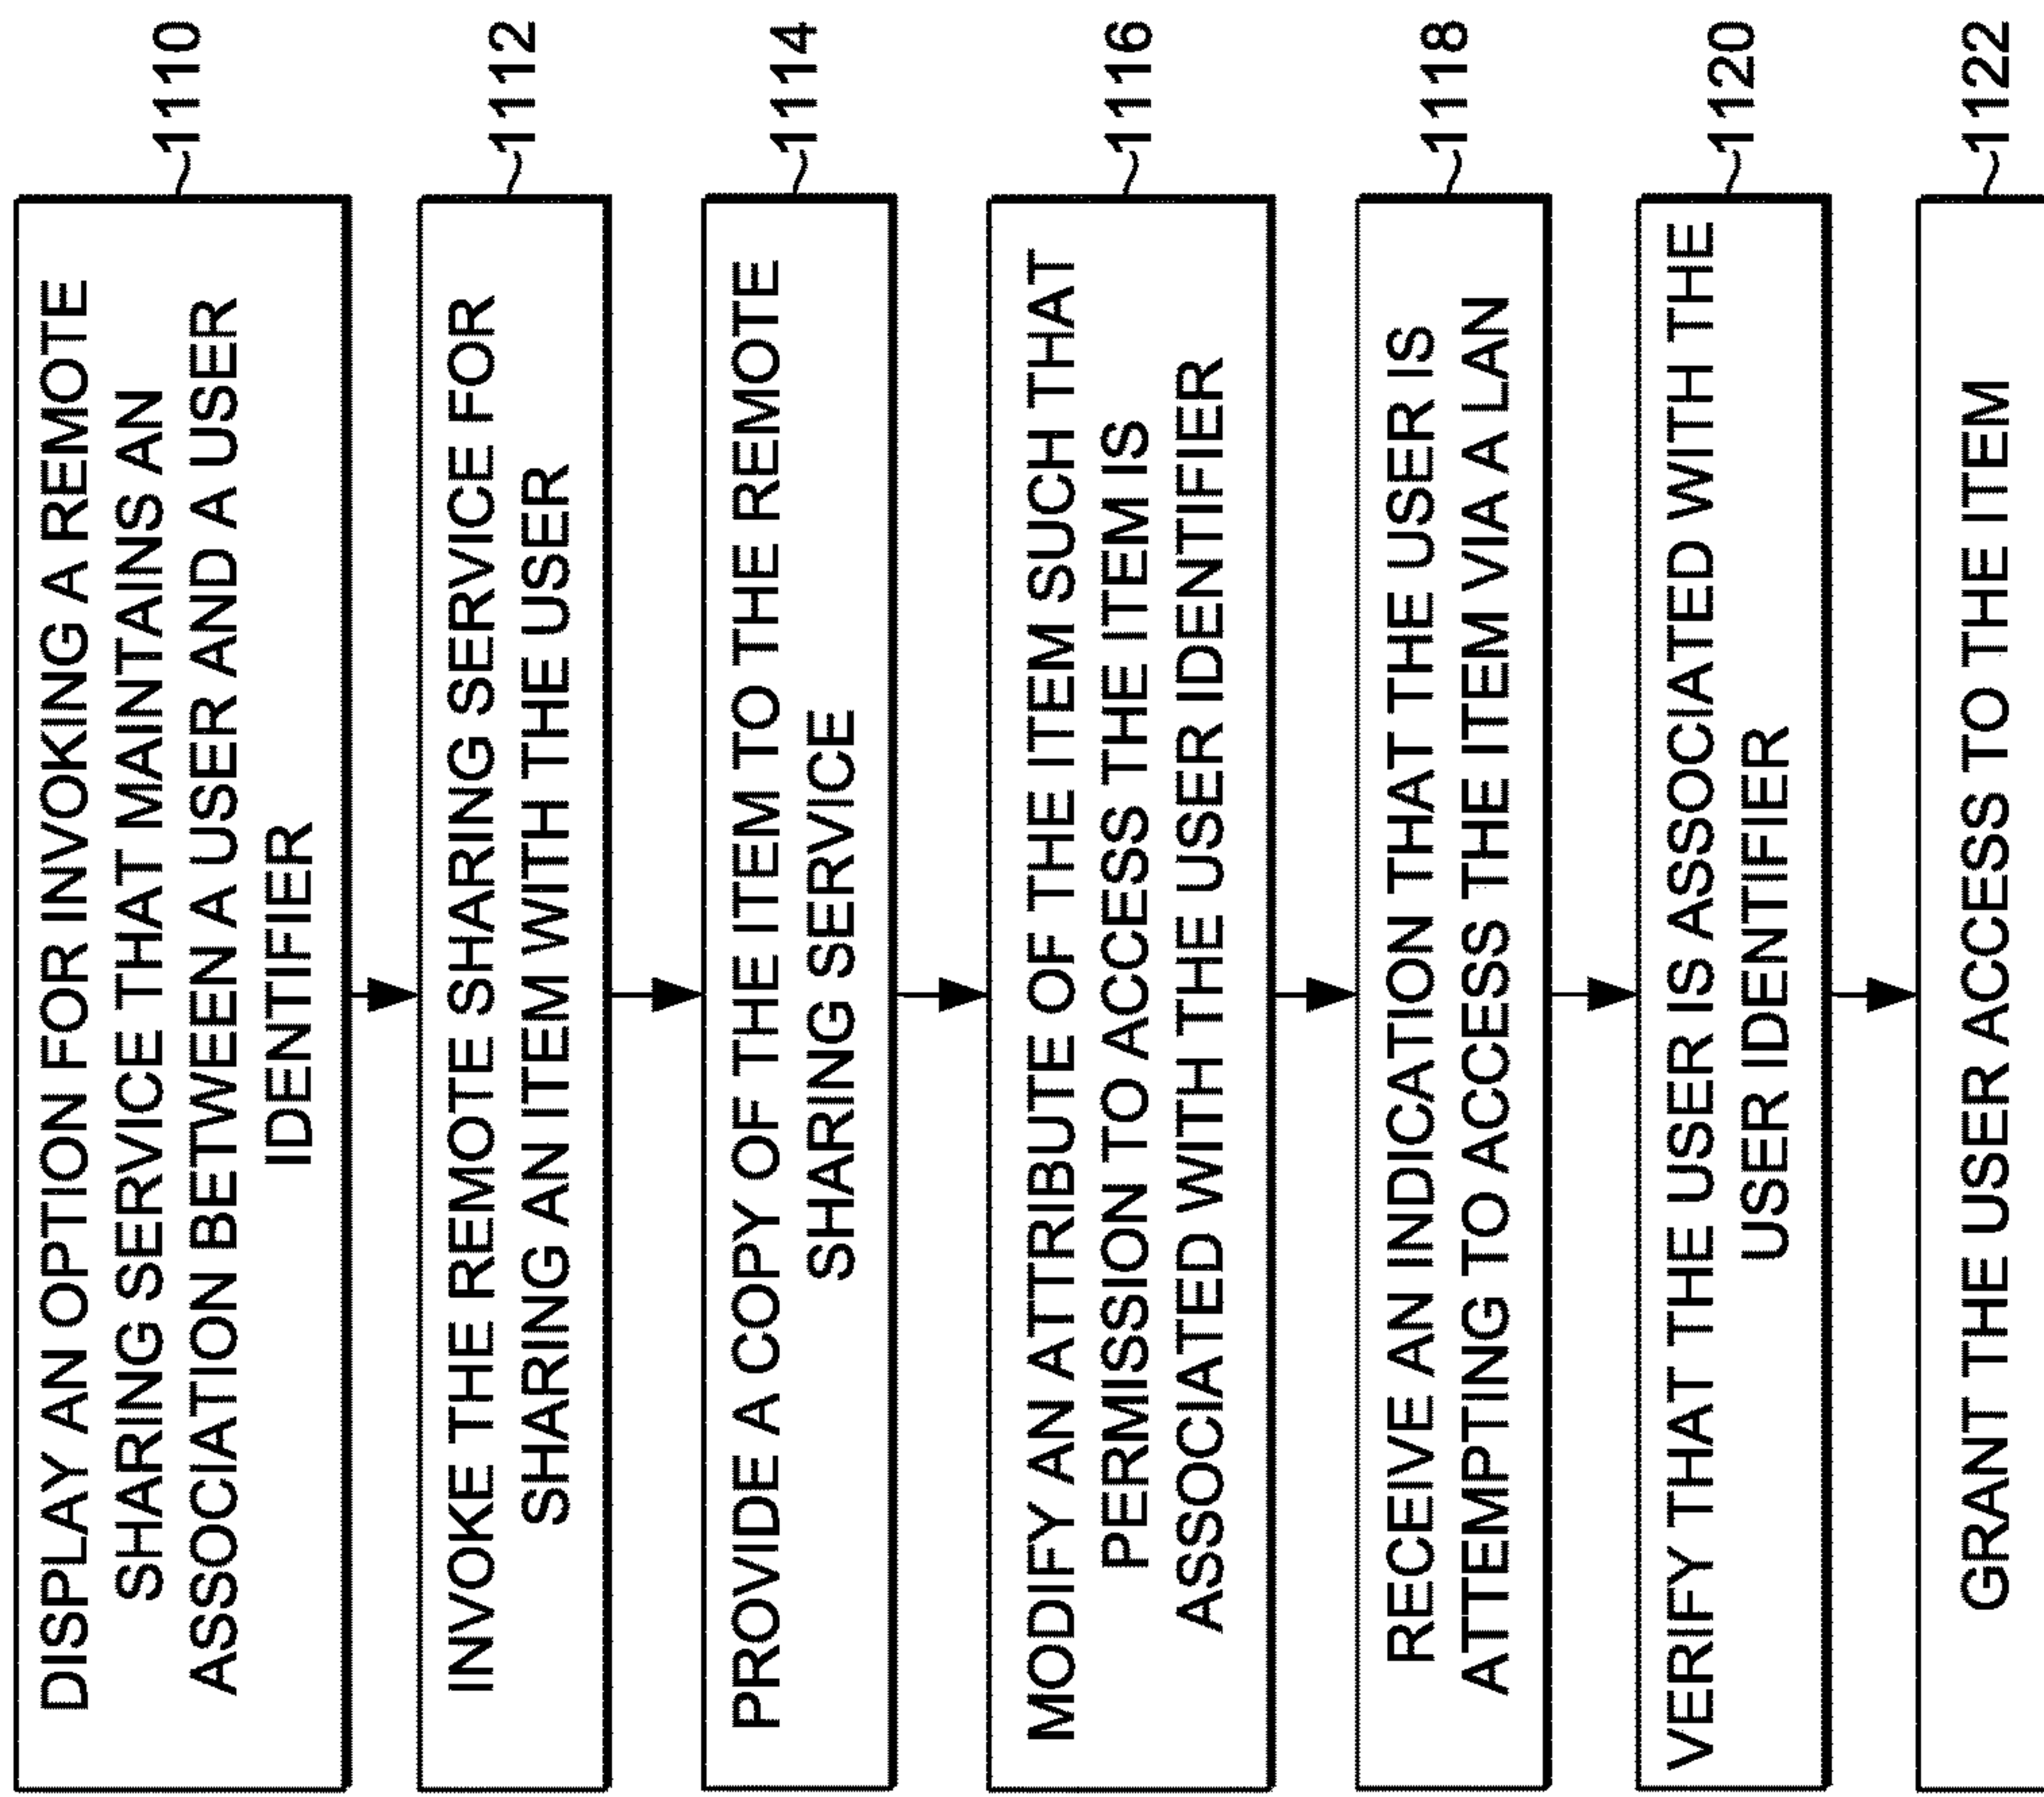 DISPLAY AN OPTION FOR INVOKING A REMOTE
SHARING SERVICE THAT MAINTAINS AN
ASSOCIATION BETWEEN A USER AND A USER
IDENTIFIER
1110
INVOKE THE REMOTE SHARING SERVICE FOR
SHARING AN ITEM WITH THE USER
1112
PROVIDE A COPY OF THE ITEM TO THE REMOTE
SHARING SERVICE
1114
MODIFY AN ATTRIBUTE OF THE ITEM SUCH THAT
PERMISSION TO ACCESS THE ITEM IS
ASSOCIATED WITH THE USER IDENTIFIER
1116
RECEIVE AN INDICATION THAT THE USER IS
ATTEMPTING TO ACCESS THE ITEM VIA A LAN
1118
VERIFY THAT THE USER IS ASSOCIATED WITH THE
USER IDENTIFIER
1120
GRANT THE USER ACCESS TO THE ITEM
1122